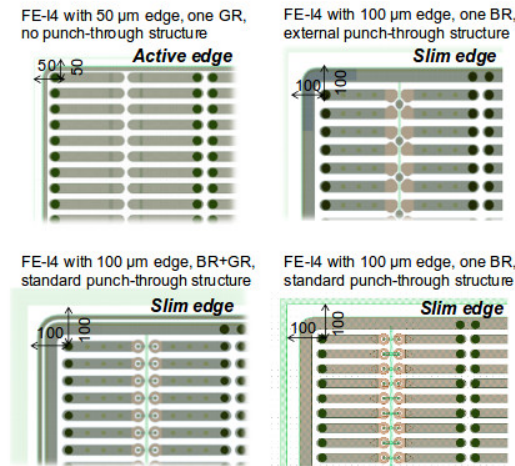 FE-I4 with 50 μm edge, one GR,
no punch-through structure
Active edge
50
50
FE-I4 with 100 μm edge, one BR,
external punch-through structure
Slim edge
100
100
FE-I4 with 100 μm edge, BR+GR,
standard punch-through structure
Slim edge
100
100
FE-I4 with 100 μm edge, one BR,
standard punch-through structure
Slim edge
100
100